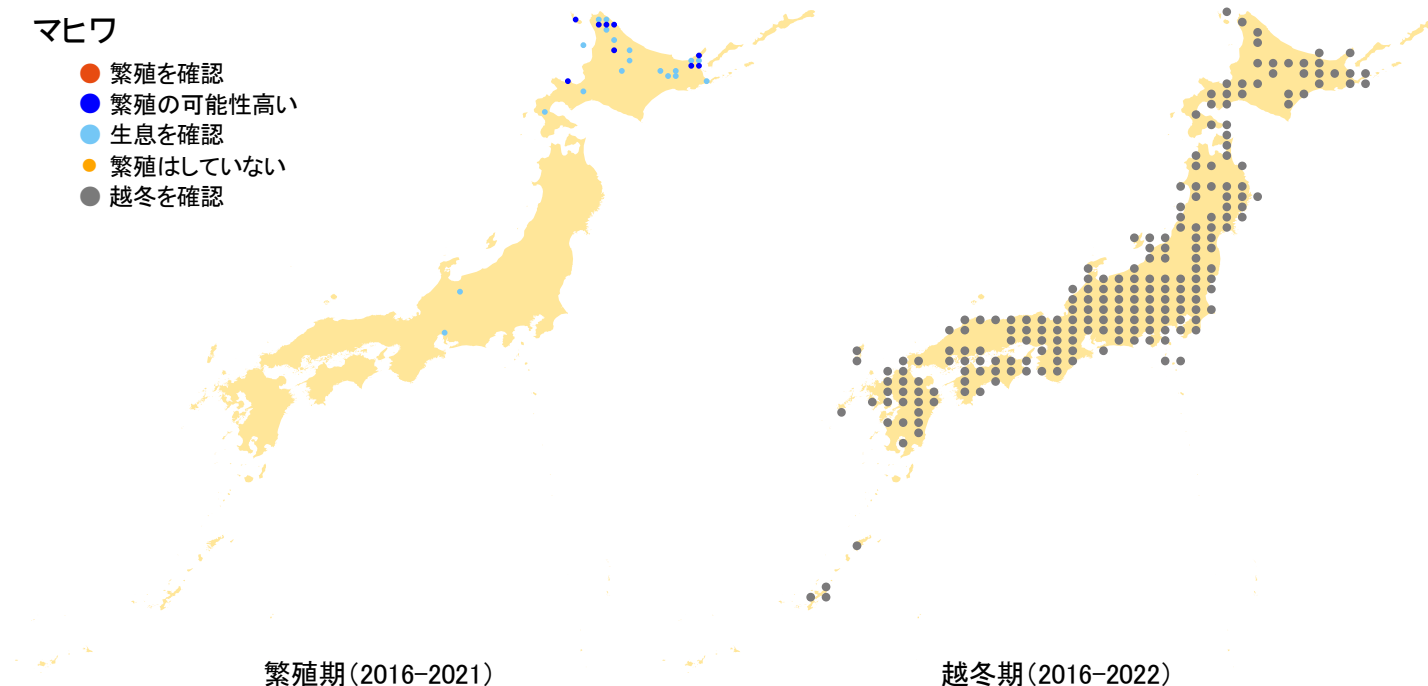 マヒワ
繁殖を確認
繁殖の可能性高い
生息を確認
繁殖はしていない
越冬を確認
繁殖期(2016-2021)
越冬期(2016-2022)